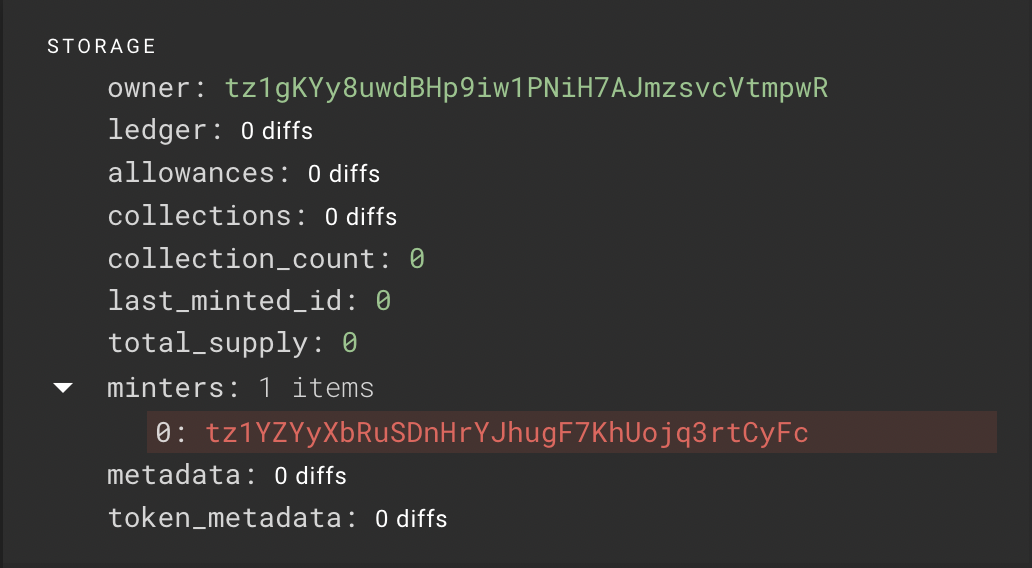 STORAGE
owner: tz1gKYy8uwdBHp9iw1PNiH7AJmzsvcVtmpwR
ledger: 0 diffs
allowances: 0 diffs
collections: 0 diffs
collection_count: 0
last_minted_id: 0
total_supply: 0
minters: 1 items
0: tz1YZYyXbRuSDnHrYJhugF7KhUojq3rtCyFc
metadata: 0 diffs
token_metadata: 0 diffs